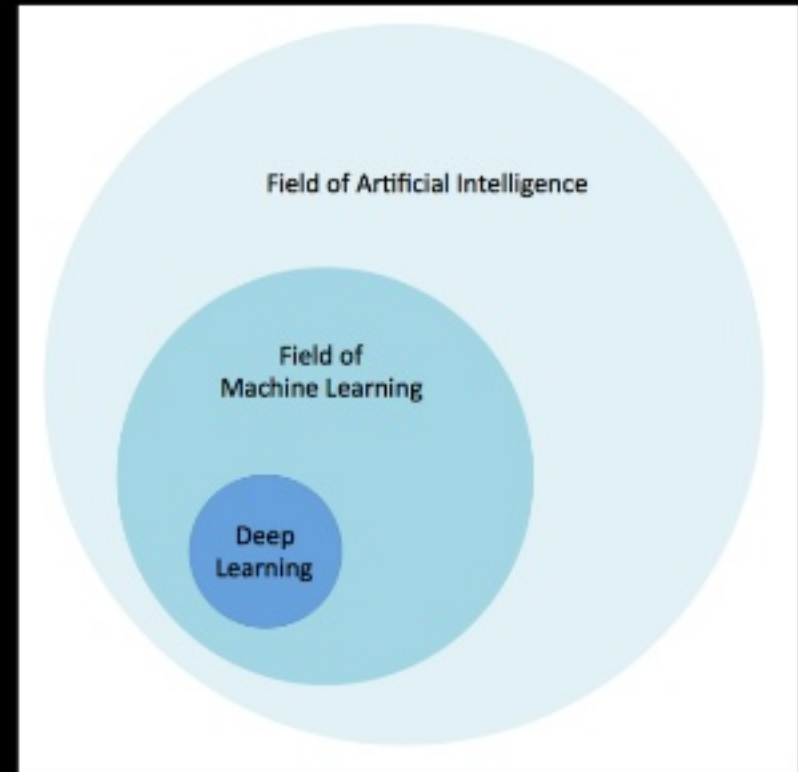 Field of Artificial Intelligence
Field of
Machine Learning
Deep
Learning